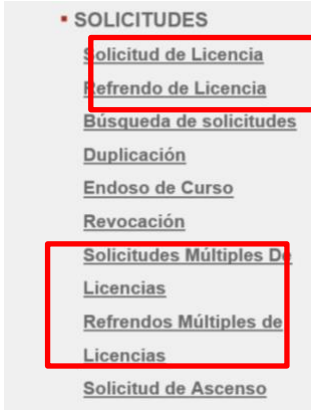 ▪ SOLICITUDES
Solicitud de Licencia
Refrendo de Licencia
Búsqueda de solicitudes
Duplicación
Endoso de Curso
Revocación
Solicitudes Múltiples De
Licencias
Refrendos Múltiples de
Licencias
Solicitud de Ascenso